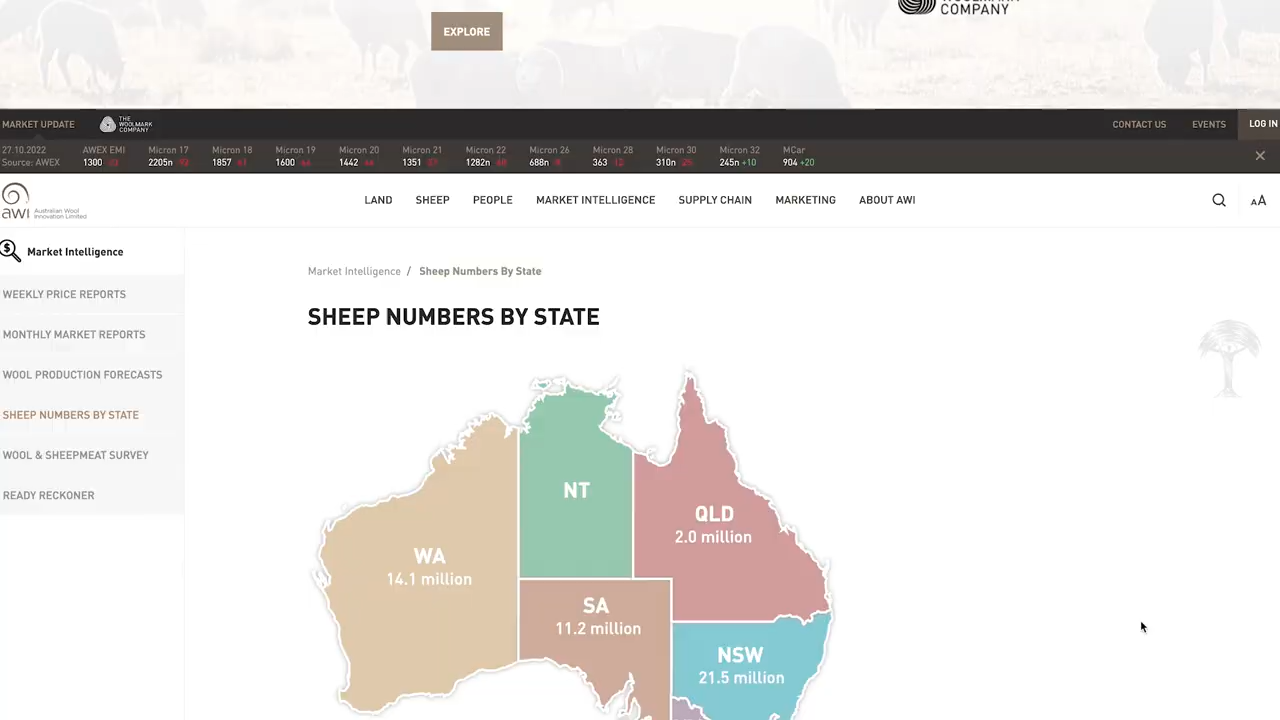 EXPLORE
COMPANY
MARKET UPDATE
THE WOOLMARK COMPANY
CONTACT US
EVENTS
LOG IN
27.10.2022 AWEX EMI Micron 17 Micron 18 Micron 19 Micron 20 Micron 21 Micron 22 Micron 26 Micron 28 Micron 30 Micron 32 MCar
Source: AWEX 1300 2205n 1857 1600 1442 1351 1282n 688n 363 310n 245n +10 904 +20
awi Australian Wool Innovation Limited
LAND SHEEP PEOPLE MARKET INTELLIGENCE SUPPLY CHAIN MARKETING ABOUT AWI
AA
Market Intelligence
WEEKLY PRICE REPORTS
MONTHLY MARKET REPORTS
WOOL PRODUCTION FORECASTS
SHEEP NUMBERS BY STATE
WOOL & SHEEPMEAT SURVEY
READY RECKONER
Market Intelligence / Sheep Numbers By State
SHEEP NUMBERS BY STATE
NT
QLD
2.0 million
WA
14.1 million
SA
11.2 million
NSW
21.5 million